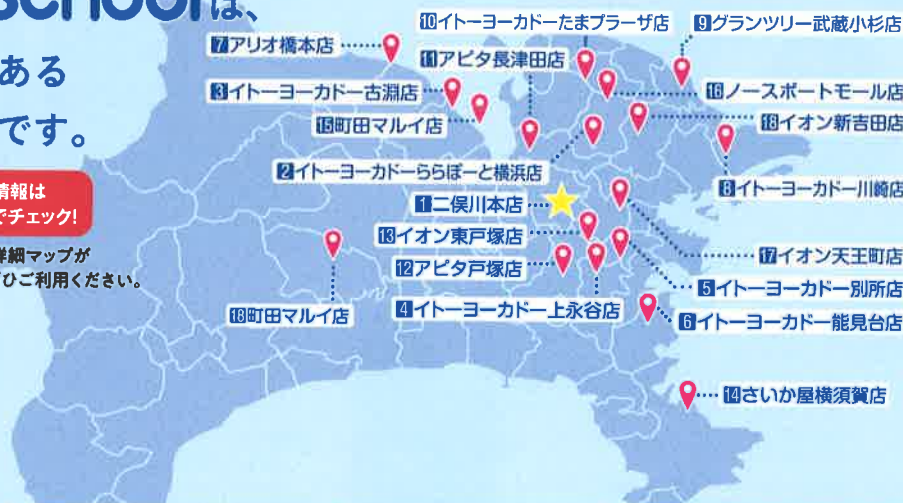 schoolは、
ある
です。
情報は
でチェック!
詳細マップが
ひご利用ください。
10イトーヨーカドーたまプラーザ店
9グランツリー武蔵小杉店
7アリオ橋本店
11アピタ長津田店
3イトーヨーカドー古淵店
16ノースポートモール店
15町田マルイ店
18イオン新吉田店
2イトーヨーカドーららぽーと横浜店
8イトーヨーカドー川崎店
1二俣川本店
13イオン東戸塚店
17イオン天王町店
12アピタ戸塚店
5イトーヨーカドー別所店
18町田マルイ店
4イトーヨーカドー上永谷店
6イトーヨーカドー能見台店
14さいか屋横須賀店